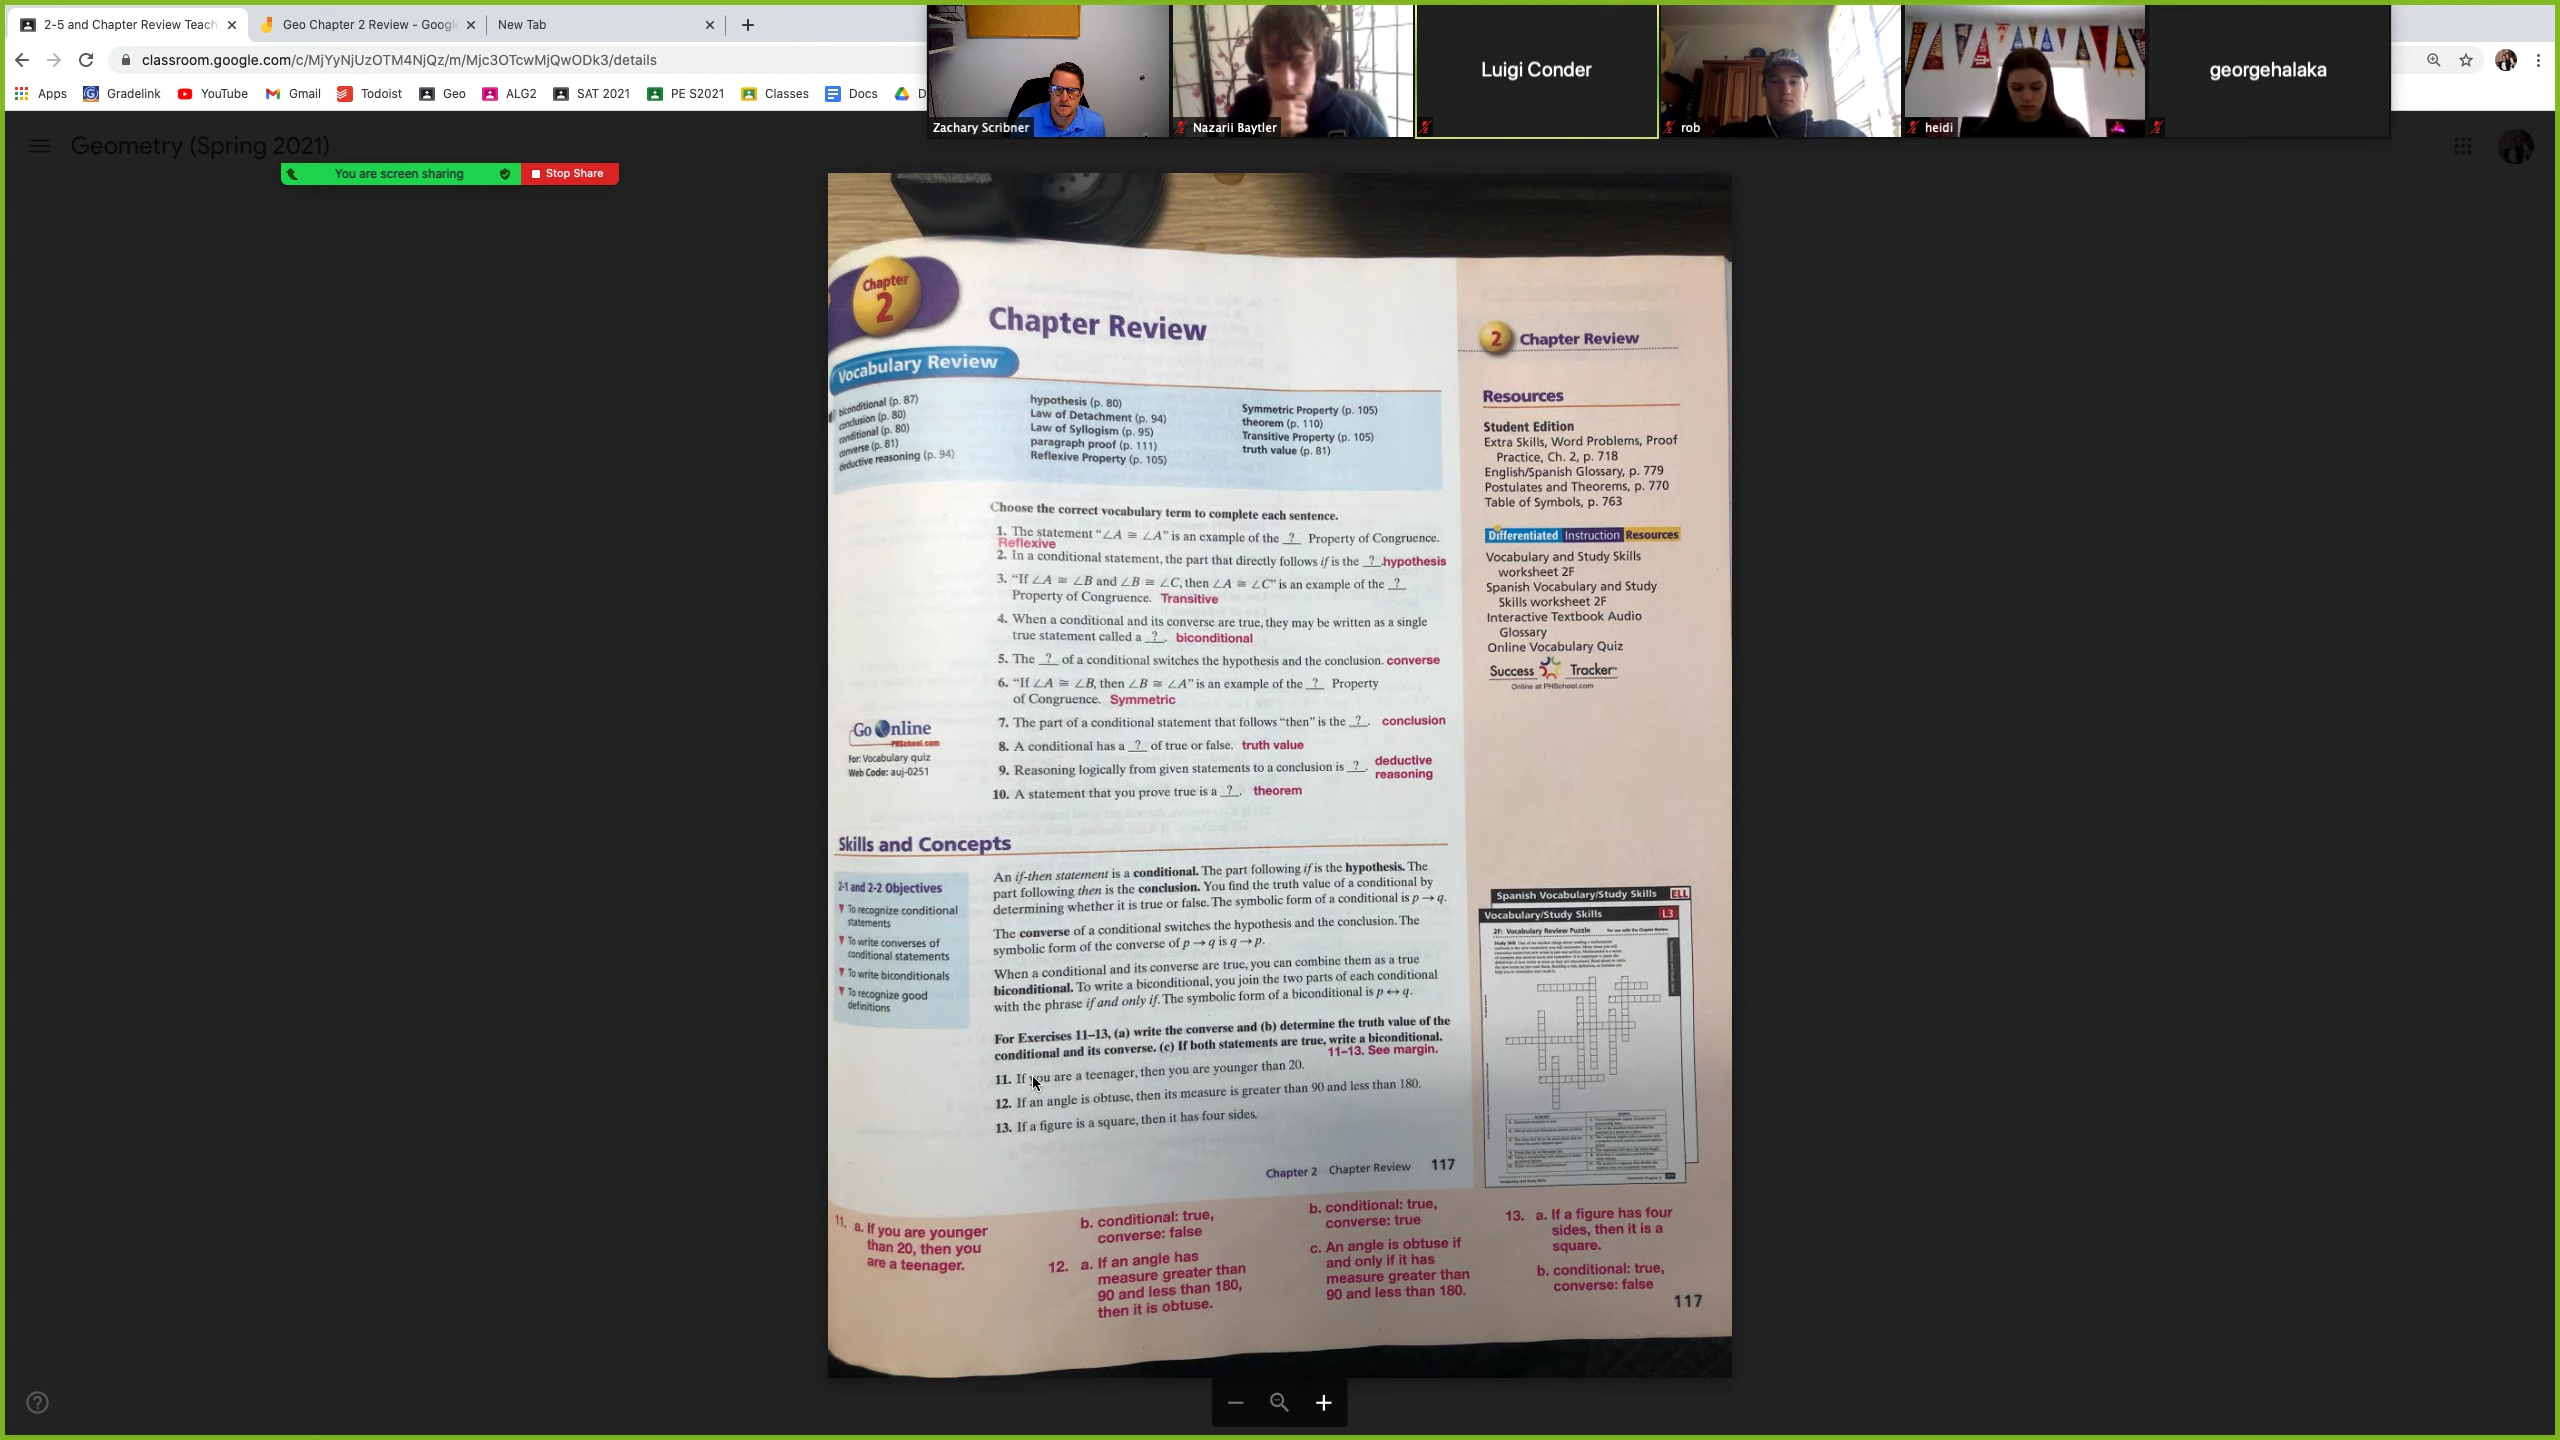 2-5 and Chapter Review Teach
Geo Chapter 2 Review - Googl
New Tab
classroom.google.com/c/MjYyNjUzOTM4NjQz/m/Mjc3OTcwMjQwODk3/details
Apps Gradelink YouTube Gmail Todoist Geo ALG2 SAT 2021 PE S2021 Classes Docs D
Zachary Scribner
Nazarii Baytler
Luigi Conder
rob
heidi
georgehalaka
Geometry (Spring 2021)
You are screen sharing Stop Share
Chapter
2
Chapter Review
Vocabulary Review
biconditional (p. 87)
conclusion (p. 80)
conditional (p. 80)
converse (p. 81)
deductive reasoning (p. 94)
hypothesis (p. 80)
Law of Detachment (p. 94)
Law of Syllogism (p. 95)
paragraph proof (p. 111)
Reflexive Property (p. 105)
Symmetric Property (p. 105)
theorem (p. 110)
Transitive Property (p. 105)
truth value (p. 81)
Choose the correct vocabulary term to complete each sentence.
1. The statement “∠A ≅ ∠A” is an example of the ? Property of Congruence.
Reflexive
2. In a conditional statement, the part that directly follows if is the ? . hypothesis
3. “If ∠A ≅ ∠B and ∠B ≅ ∠C, then ∠A ≅ ∠C” is an example of the ?
Property of Congruence. Transitive
4. When a conditional and its converse are true, they may be written as a single
true statement called a ? . biconditional
5. The ? of a conditional switches the hypothesis and the conclusion. converse
6. “If ∠A ≅ ∠B, then ∠B ≅ ∠A” is an example of the ? Property
of Congruence. Symmetric
7. The part of a conditional statement that follows “then” is the ? . conclusion
8. A conditional has a ? of true or false. truth value
9. Reasoning logically from given statements to a conclusion is ? . deductive
reasoning
10. A statement that you prove true is a ? . theorem
Go Online
PHSchool.com
For: Vocabulary quiz
Web Code: auj-0251
Skills and Concepts
2-1 and 2-2 Objectives
To recognize conditional
statements
To write converses of
conditional statements
To write biconditionals
To recognize good
definitions
An if-then statement is a conditional. The part following if is the hypothesis. The
part following then is the conclusion. You find the truth value of a conditional by
determining whether it is true or false. The symbolic form of a conditional is p → q.
The converse of a conditional switches the hypothesis and the conclusion. The
symbolic form of the converse of p → q is q → p.
When a conditional and its converse are true, you can combine them as a true
biconditional. To write a biconditional, you join the two parts of each conditional
with the phrase if and only if. The symbolic form of a biconditional is p ↔ q.
For Exercises 11–13, (a) write the converse and (b) determine the truth value of the
conditional and its converse. (c) If both statements are true, write a biconditional.
11–13. See margin.
11. If you are a teenager, then you are younger than 20.
12. If an angle is obtuse, then its measure is greater than 90 and less than 180.
13. If a figure is a square, then it has four sides.
Chapter 2 Chapter Review 117
2 Chapter Review
Resources
Student Edition
Extra Skills, Word Problems, Proof
Practice, Ch. 2, p. 718
English/Spanish Glossary, p. 779
Postulates and Theorems, p. 770
Table of Symbols, p. 763
Differentiated Instruction Resources
Vocabulary and Study Skills
worksheet 2F
Spanish Vocabulary and Study
Skills worksheet 2F
Interactive Textbook Audio
Glossary
Online Vocabulary Quiz
Success Tracker™
Online at PHSchool.com
Spanish Vocabulary/Study Skills ELL
Vocabulary/Study Skills L3
2F: Vocabulary Review Puzzle For use with the Chapter Review
11. a. If you are younger
than 20, then you
are a teenager.
b. conditional: true,
converse: false
12. a. If an angle has
measure greater than
90 and less than 180,
then it is obtuse.
b. conditional: true,
converse: true
c. An angle is obtuse if
and only if it has
measure greater than
90 and less than 180.
13. a. If a figure has four
sides, then it is a
square.
b. conditional: true,
converse: false
117